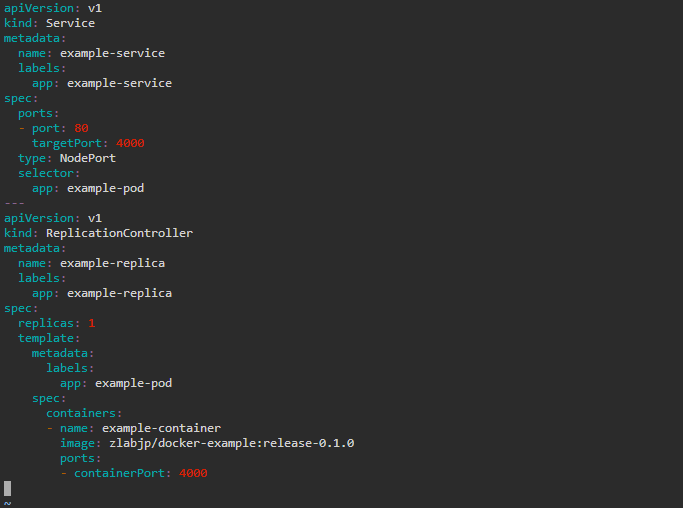 apiVersion: v1
kind: Service
metadata:
  name: example-service
  labels:
    app: example-service
spec:
  ports:
  - port: 80
    targetPort: 4000
  type: NodePort
  selector:
    app: example-pod
---
apiVersion: v1
kind: ReplicationController
metadata:
  name: example-replica
  labels:
    app: example-replica
spec:
  replicas: 1
  template:
    metadata:
      labels:
        app: example-pod
    spec:
      containers:
      - name: example-container
        image: zlabjp/docker-example:release-0.1.0
        ports:
        - containerPort: 4000
~